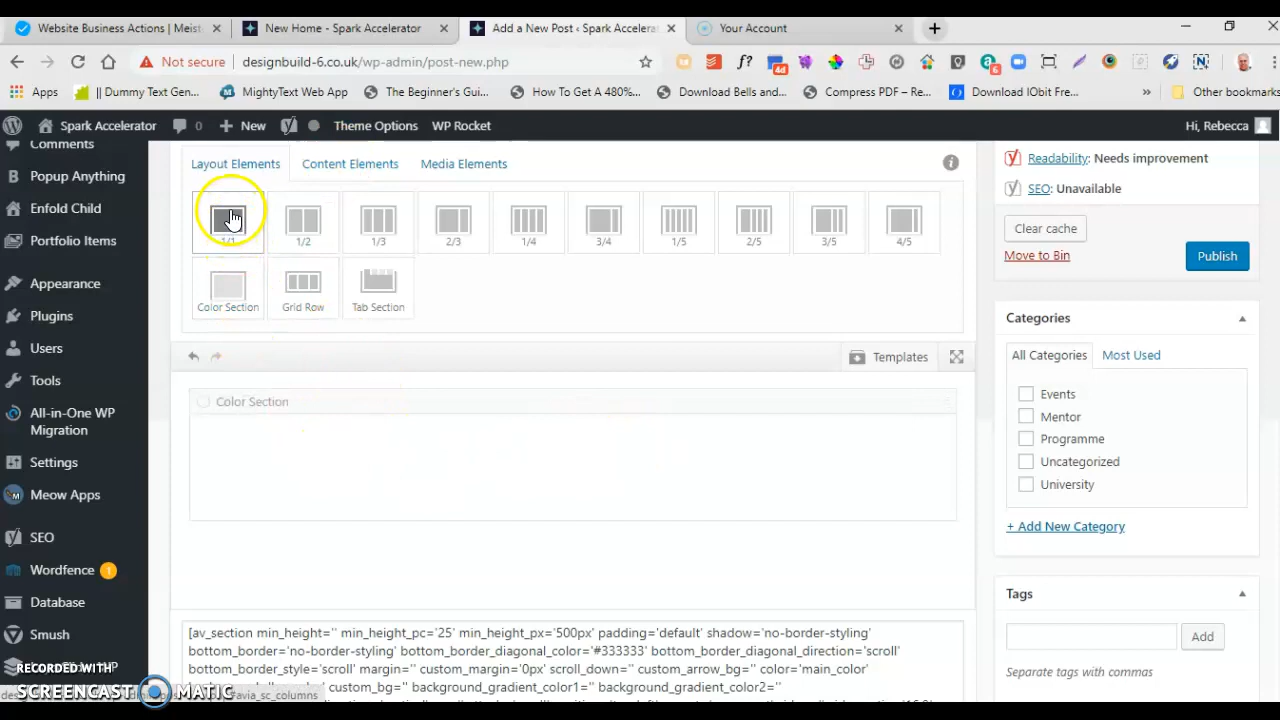 Website Business Actions | Meist
New Home - Spark Accelerator
Add a New Post ‹ Spark Accelerat
Your Account
Not secure
designbuild-6.co.uk/wp-admin/post-new.php
f?
4d
6
Apps
|| Dummy Text Gen...
MightyText Web App
The Beginner's Gui...
How To Get A 480%...
Download Bells and...
Compress PDF – Re...
Download IObit Fre...
»
Other bookmarks
Spark Accelerator
0
New
Theme Options
WP Rocket
Hi, Rebecca
Comments
Popup Anything
Enfold Child
Portfolio Items
Appearance
Plugins
Users
Tools
All-in-One WP
Migration
Settings
Meow Apps
SEO
Wordfence 1
Database
Smush
Layout Elements
Content Elements
Media Elements
1/1
1/2
1/3
2/3
1/4
3/4
1/5
2/5
3/5
4/5
Color Section
Grid Row
Tab Section
Templates
Color Section
[av_section min_height='' min_height_pc='25' min_height_px='500px' padding='default' shadow='no-border-styling'
bottom_border='no-border-styling' bottom_border_diagonal_color='#333333' bottom_border_diagonal_direction='scroll'
bottom_border_style='scroll' margin='' custom_margin='0px' scroll_down='' custom_arrow_bg='' color='main_color'
custom_bg='' background_gradient_color1='' background_gradient_color2=''
Readability: Needs improvement
SEO: Unavailable
Clear cache
Move to Bin
Publish
Categories
All Categories
Most Used
Events
Mentor
Programme
Uncategorized
University
+ Add New Category
Tags
Add
Separate tags with commas
RECORDED WITH
SCREENCAST MATIC
#avia_sc_columns